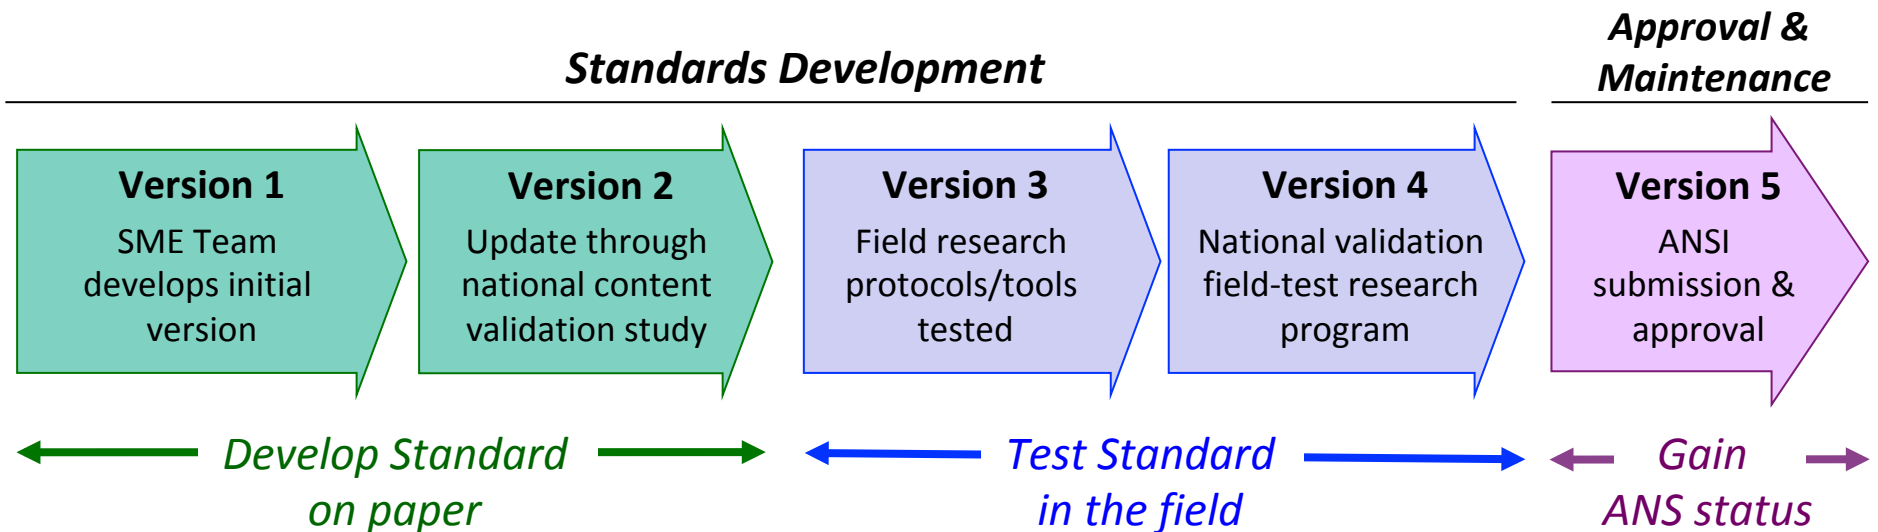 Standards Development
Approval &
Maintenance
Version 1
SME Team
develops initial
version
Version 2
Update through
national content
validation study
Version 3
Field research
protocols/tools
tested
Version 4
National validation
field-test research
program
Version 5
ANSI
submission &
approval
Develop Standard
on paper
Test Standard
in the field
Gain
ANS status